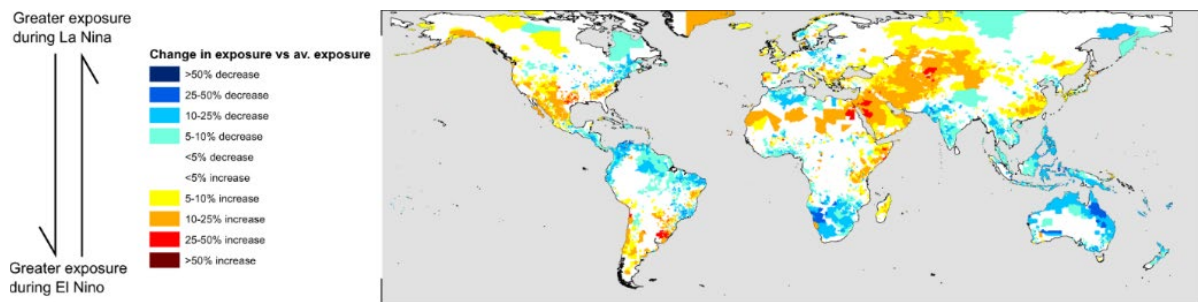 Greater exposure
during La Nina
Change in exposure vs av. exposure
>50% decrease
25-50% decrease
10-25% decrease
5-10% decrease
<5% decrease
<5% increase
5-10% increase
10-25% increase
25-50% increase
>50% increase
Greater exposure
during El Nino